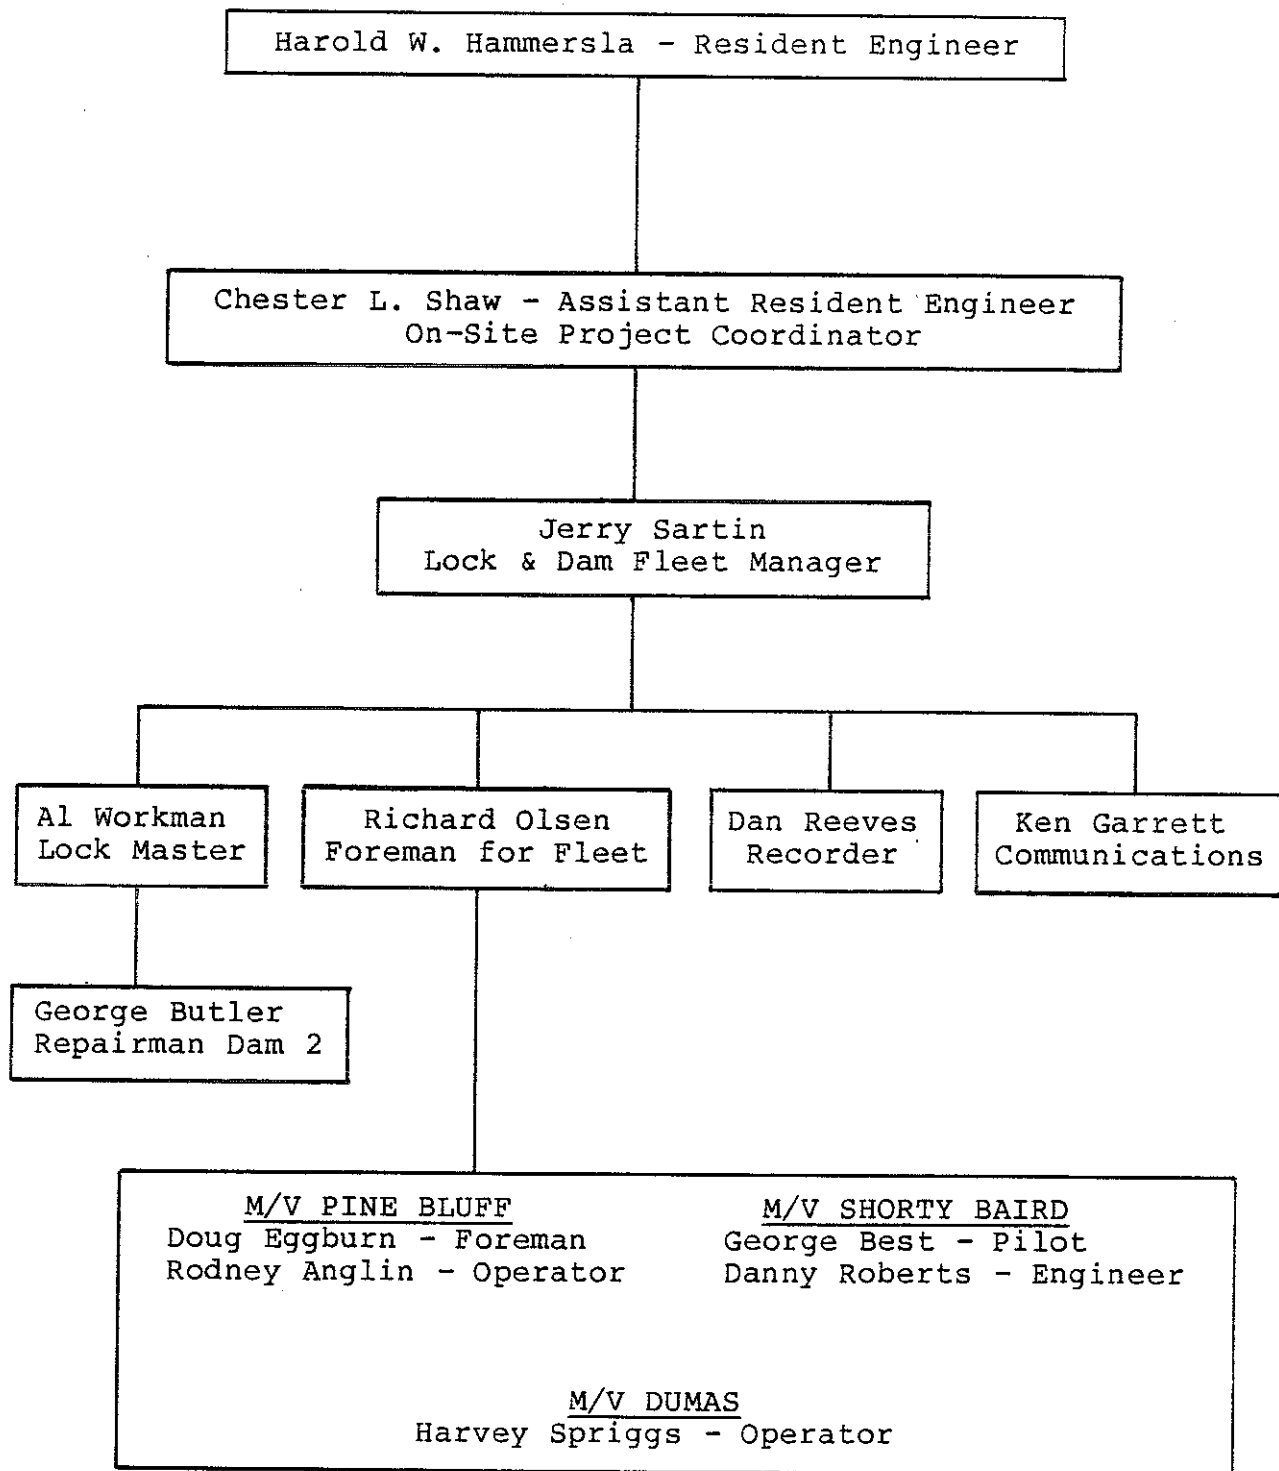 Harold W. Hammersla - Resident Engineer
Chester L. Shaw - Assistant Resident Engineer
On-Site Project Coordinator
Jerry Sartin
Lock & Dam Fleet Manager
Al Workman
Lock Master
Richard Olsen
Foreman for Fleet
Dan Reeves
Recorder
Ken Garrett
Communications
George Butler
Repairman Dam 2
M/V PINE BLUFF
Doug Eggburn - Foreman
Rodney Anglin - Operator
M/V SHORTY BAIRD
George Best - Pilot
Danny Roberts - Engineer
M/V DUMAS
Harvey Spriggs - Operator